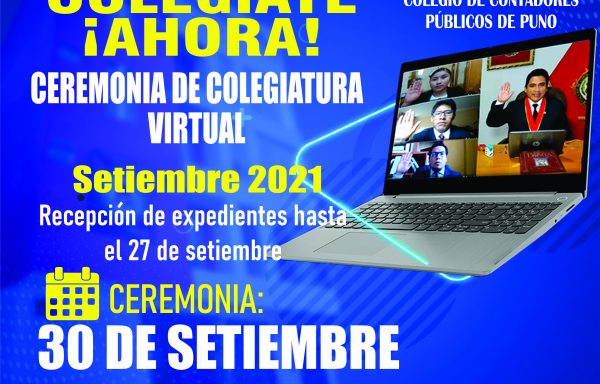 COLEGIATE
¡AHORA!
COLEGIO DE CONTADORES
PÚBLICOS DE PUNO
CEREMONIA DE COLEGIATURA
VIRTUAL
Setiembre 2021
Recepción de expedientes hasta
el 27 de setiembre
CEREMONIA:
30 DE SETIEMBRE